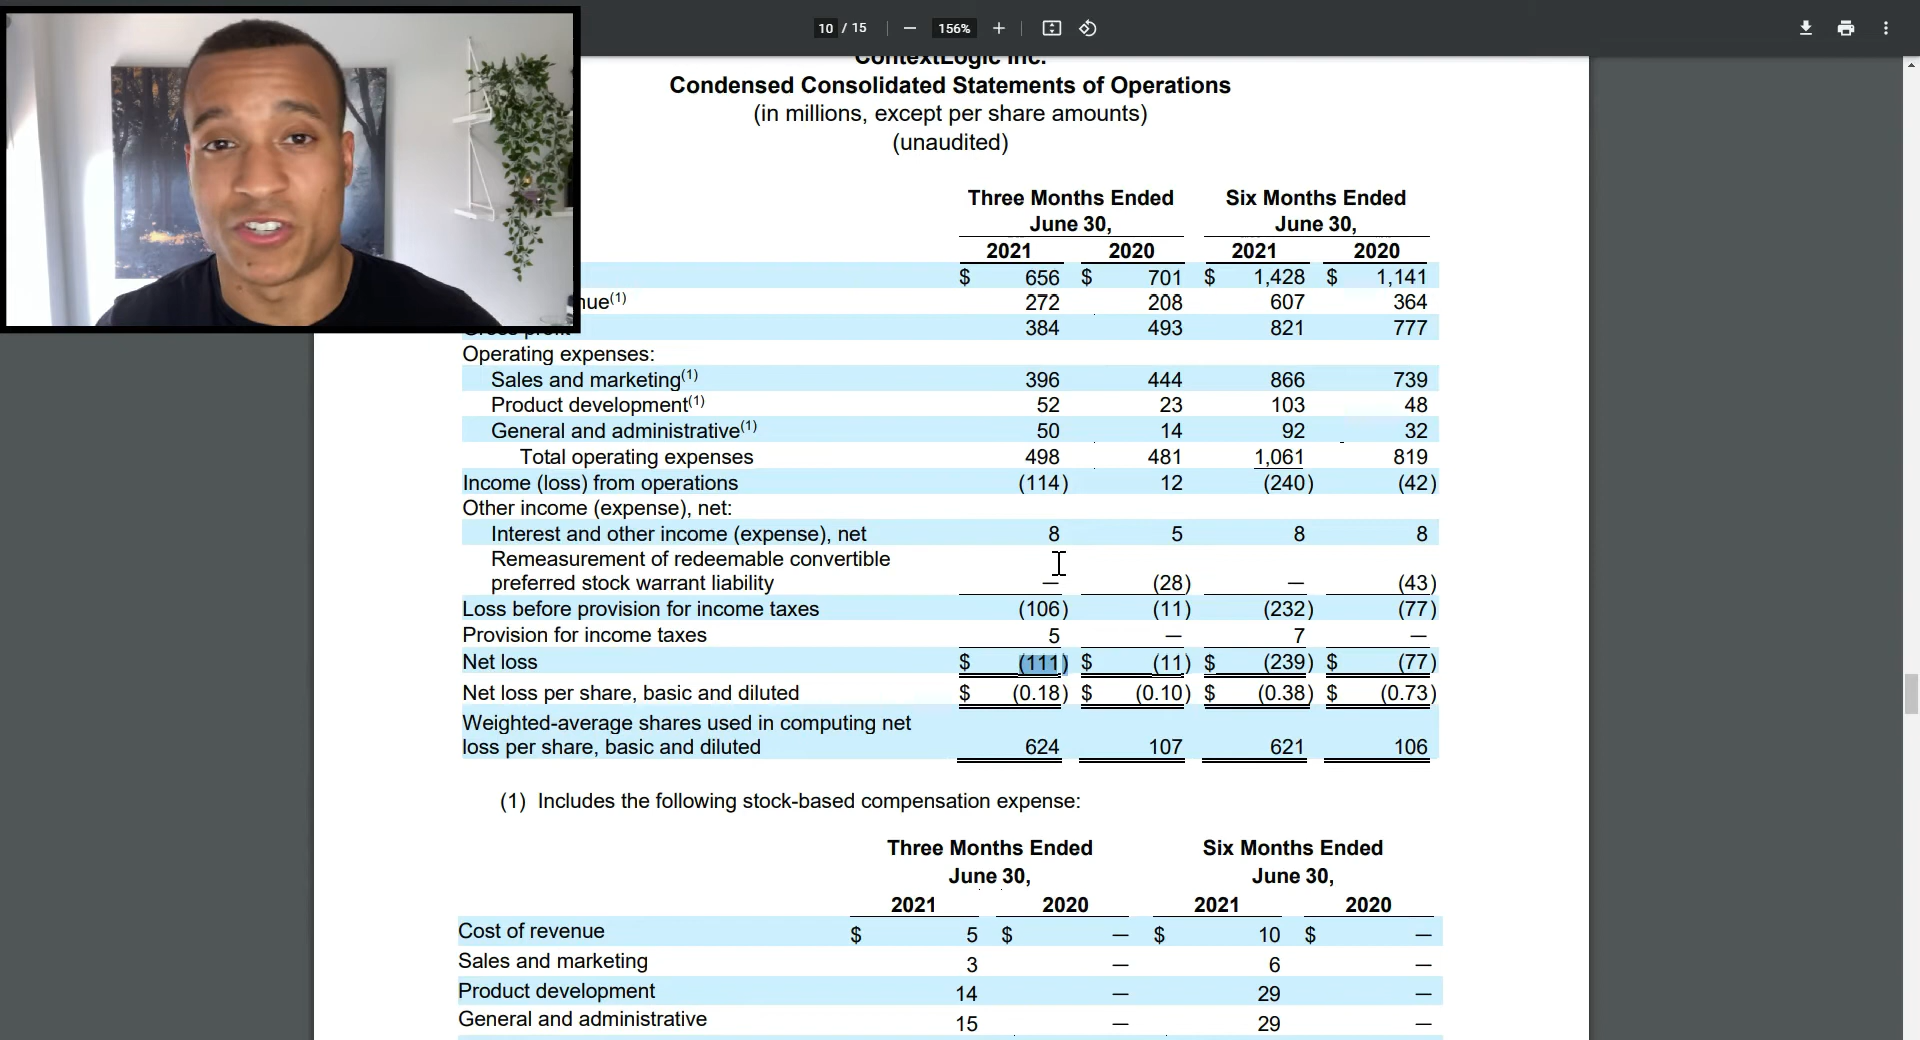 10 / 15 156%
ContextLogic Inc.
Condensed Consolidated Statements of Operations
(in millions, except per share amounts)
(unaudited)
Three Months Ended Six Months Ended
June 30, June 30,
2021 2020 2021 2020
$ 656 $ 701 $ 1,428 $ 1,141
nue(1) 272 208 607 364
Gross profit 384 493 821 777
Operating expenses:
Sales and marketing(1) 396 444 866 739
Product development(1) 52 23 103 48
General and administrative(1) 50 14 92 32
Total operating expenses 498 481 1,061 819
Income (loss) from operations (114) 12 (240) (42)
Other income (expense), net:
Interest and other income (expense), net 8 5 8 8
Remeasurement of redeemable convertible
preferred stock warrant liability — (28) — (43)
Loss before provision for income taxes (106) (11) (232) (77)
Provision for income taxes 5 — 7 —
Net loss $ (111) $ (11) $ (239) $ (77)
Net loss per share, basic and diluted $ (0.18) $ (0.10) $ (0.38) $ (0.73)
Weighted-average shares used in computing net
loss per share, basic and diluted 624 107 621 106
(1) Includes the following stock-based compensation expense:
Three Months Ended Six Months Ended
June 30, June 30,
2021 2020 2021 2020
Cost of revenue $ 5 $ — $ 10 $ —
Sales and marketing 3 — 6 —
Product development 14 — 29 —
General and administrative 15 — 29 —